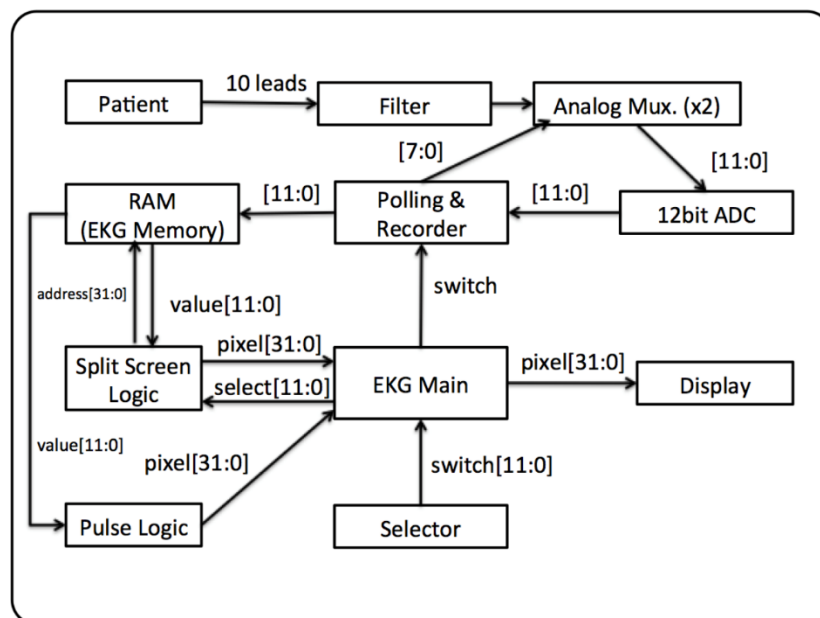 10 leads
Patient
Filter
Analog Mux. (x2)
[7:0]
[11:0]
RAM
(EKG Memory)
[11:0]
Polling &
Recorder
[11:0]
12bit ADC
switch
address[31:0]
value[11:0]
pixel[31:0]
Split Screen
Logic
select[11:0]
EKG Main
pixel[31:0]
Display
value[11:0]
pixel[31:0]
switch[11:0]
Pulse Logic
Selector